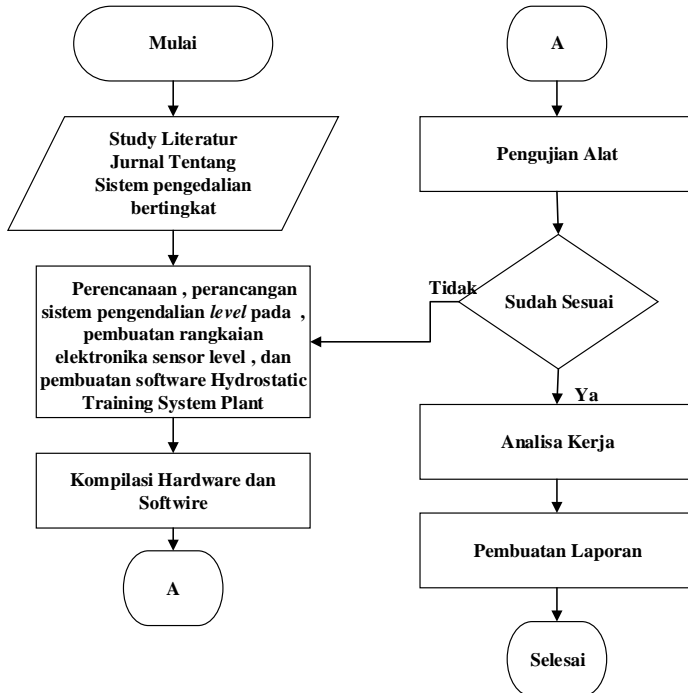 Mulai
Study Literatur
Jurnal Tentang
Sistem pengedalian
bertingkat
Perencanaan , perancangan
sistem pengendalian level pada ,
pembuatan rangkaian
elektronika sensor level , dan
pembuatan software Hydrostatic
Training System Plant
Kompilasi Hardware dan
Softwire
A
A
Pengujian Alat
Sudah Sesuai
Tidak
Ya
Analisa Kerja
Pembuatan Laporan
Selesai